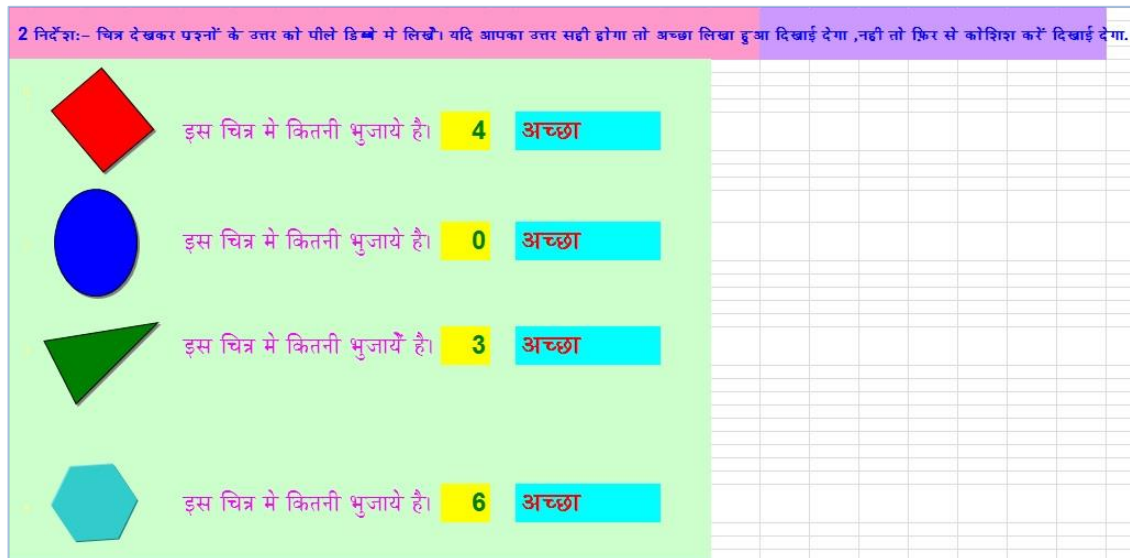 2 निर्देश:– चित्र देखकर प्रश्नों के उत्तर को पीले डिब्बे मे लिखें। यदि आपका उत्तर सही होगा तो अच्छा लिखा हुआ दिखाई देगा ,नही तो फ़िर से कोशिश करें दिखाई देगा.
इस चित्र मे कितनी भुजाये है। 4 अच्छा
इस चित्र मे कितनी भुजाये है। 0 अच्छा
इस चित्र मे कितनी भुजायेँ है। 3 अच्छा
इस चित्र मे कितनी भुजाये है। 6 अच्छा